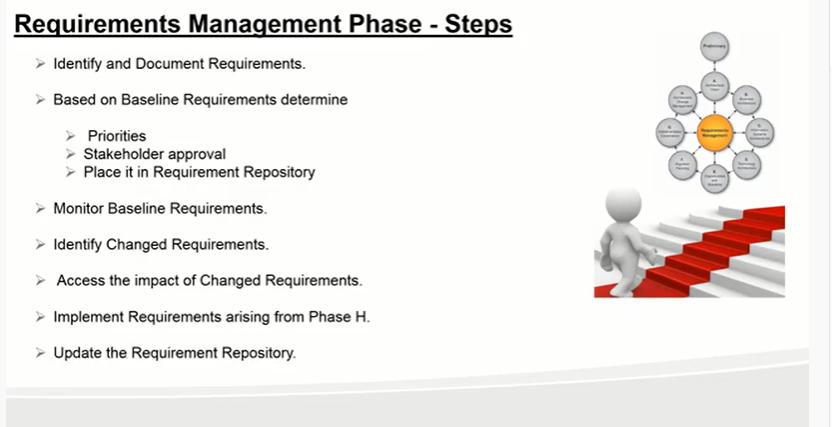 Requirements Management Phase - Steps
Identify and Document Requirements.
Based on Baseline Requirements determine
Priorities
Stakeholder approval
Place it in Requirement Repository
Monitor Baseline Requirements.
Identify Changed Requirements.
Access the impact of Changed Requirements.
Implement Requirements arising from Phase H.
Update the Requirement Repository.
Preliminary
Requirements
Management